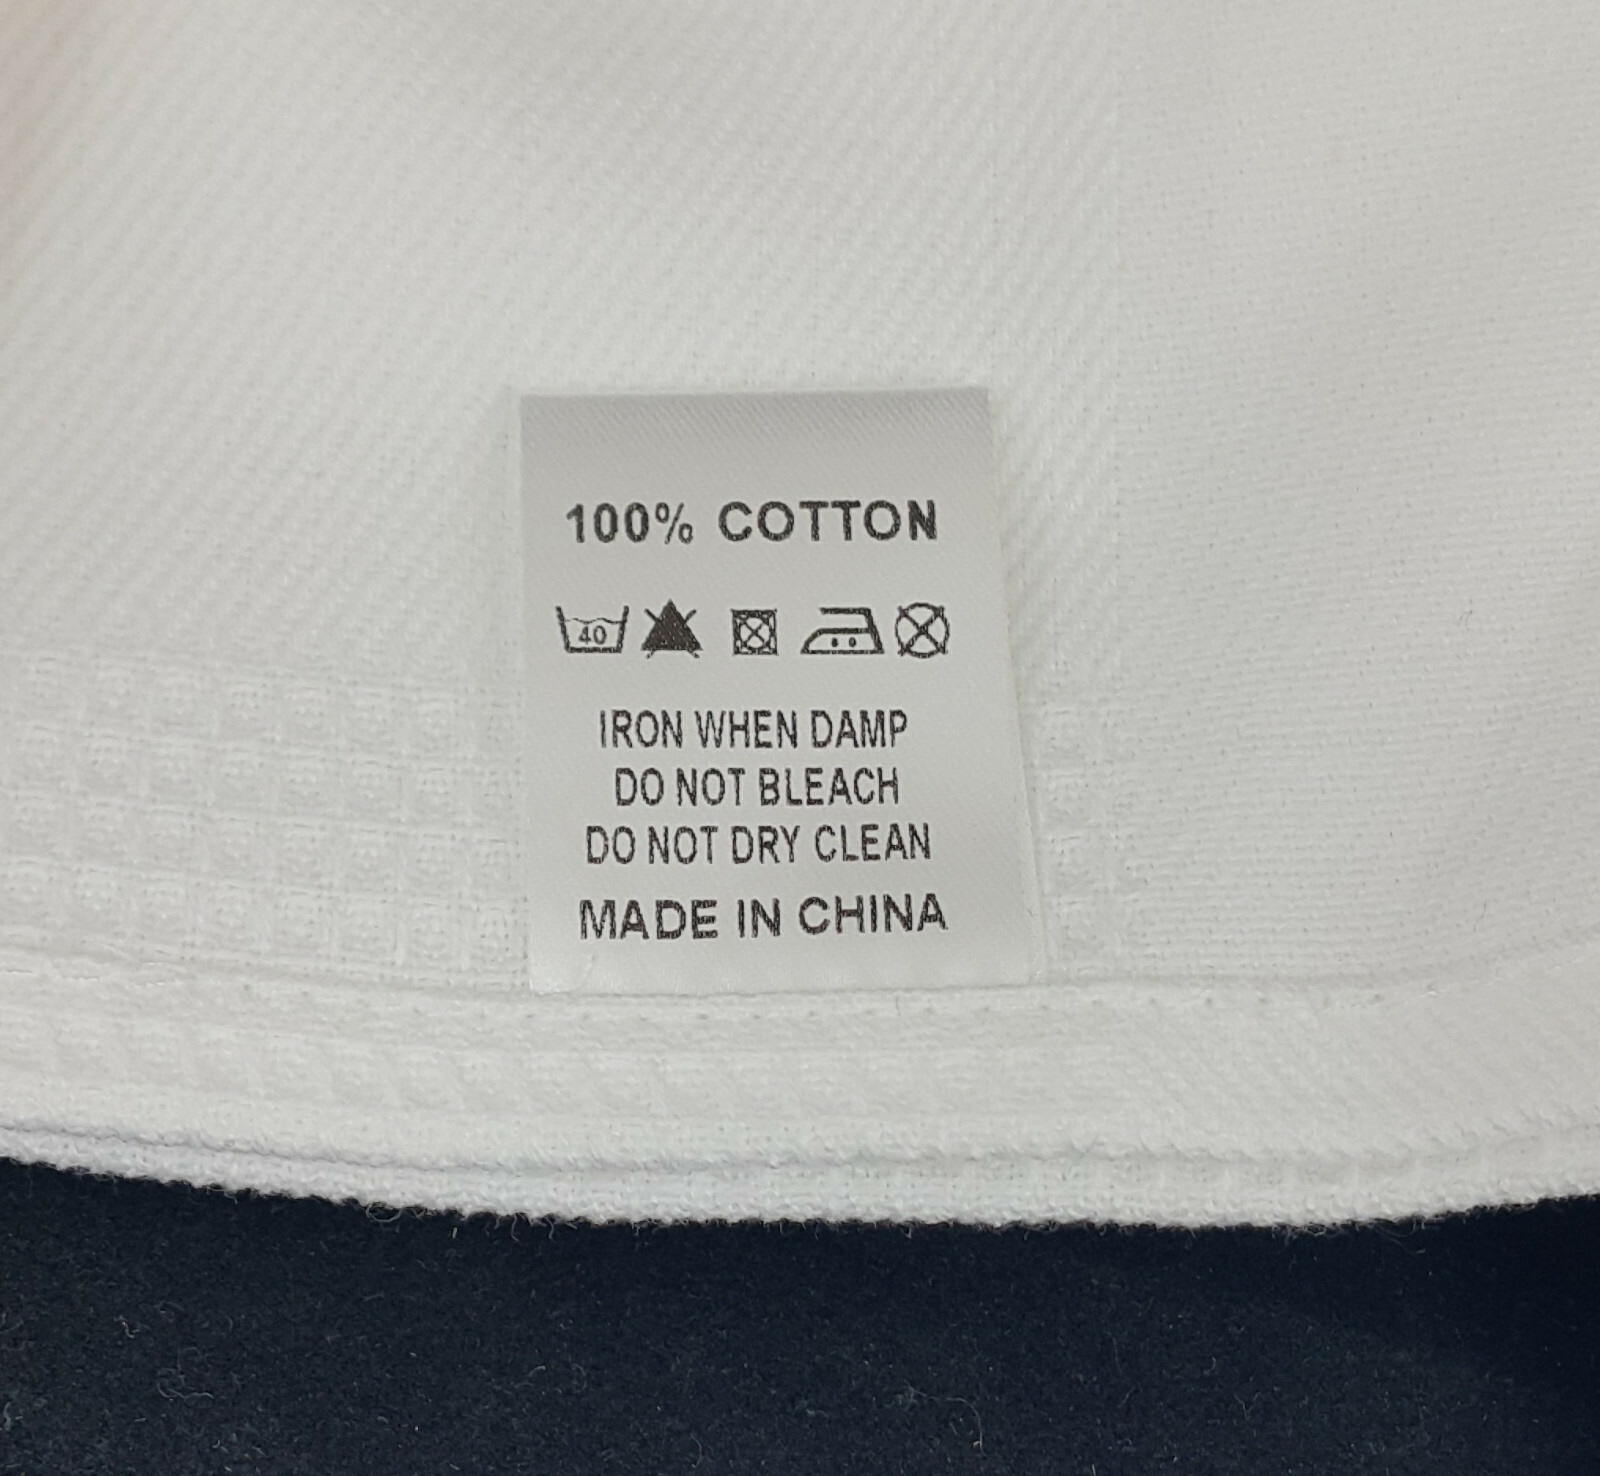 100% COTTON
40
IRON WHEN DAMP
DO NOT BLEACH
DO NOT DRY CLEAN
MADE IN CHINA